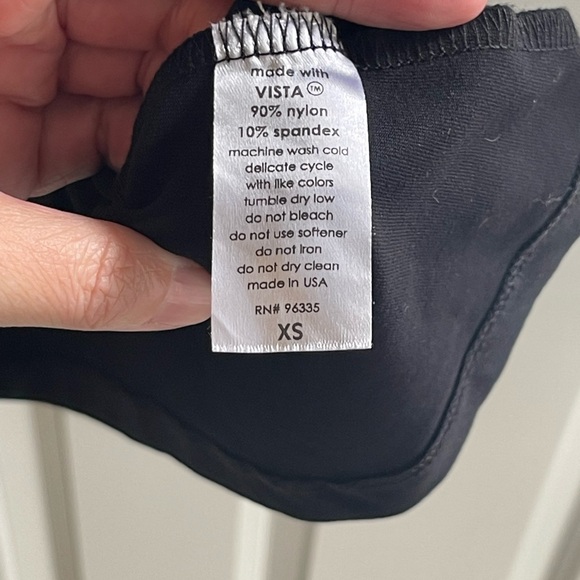 made with
VISTA™
90% nylon
10% spandex
machine wash cold
delicate cycle
with like colors
tumble dry low
do not bleach
do not use softener
do not iron
do not dry clean
made in USA
RN# 96335
XS